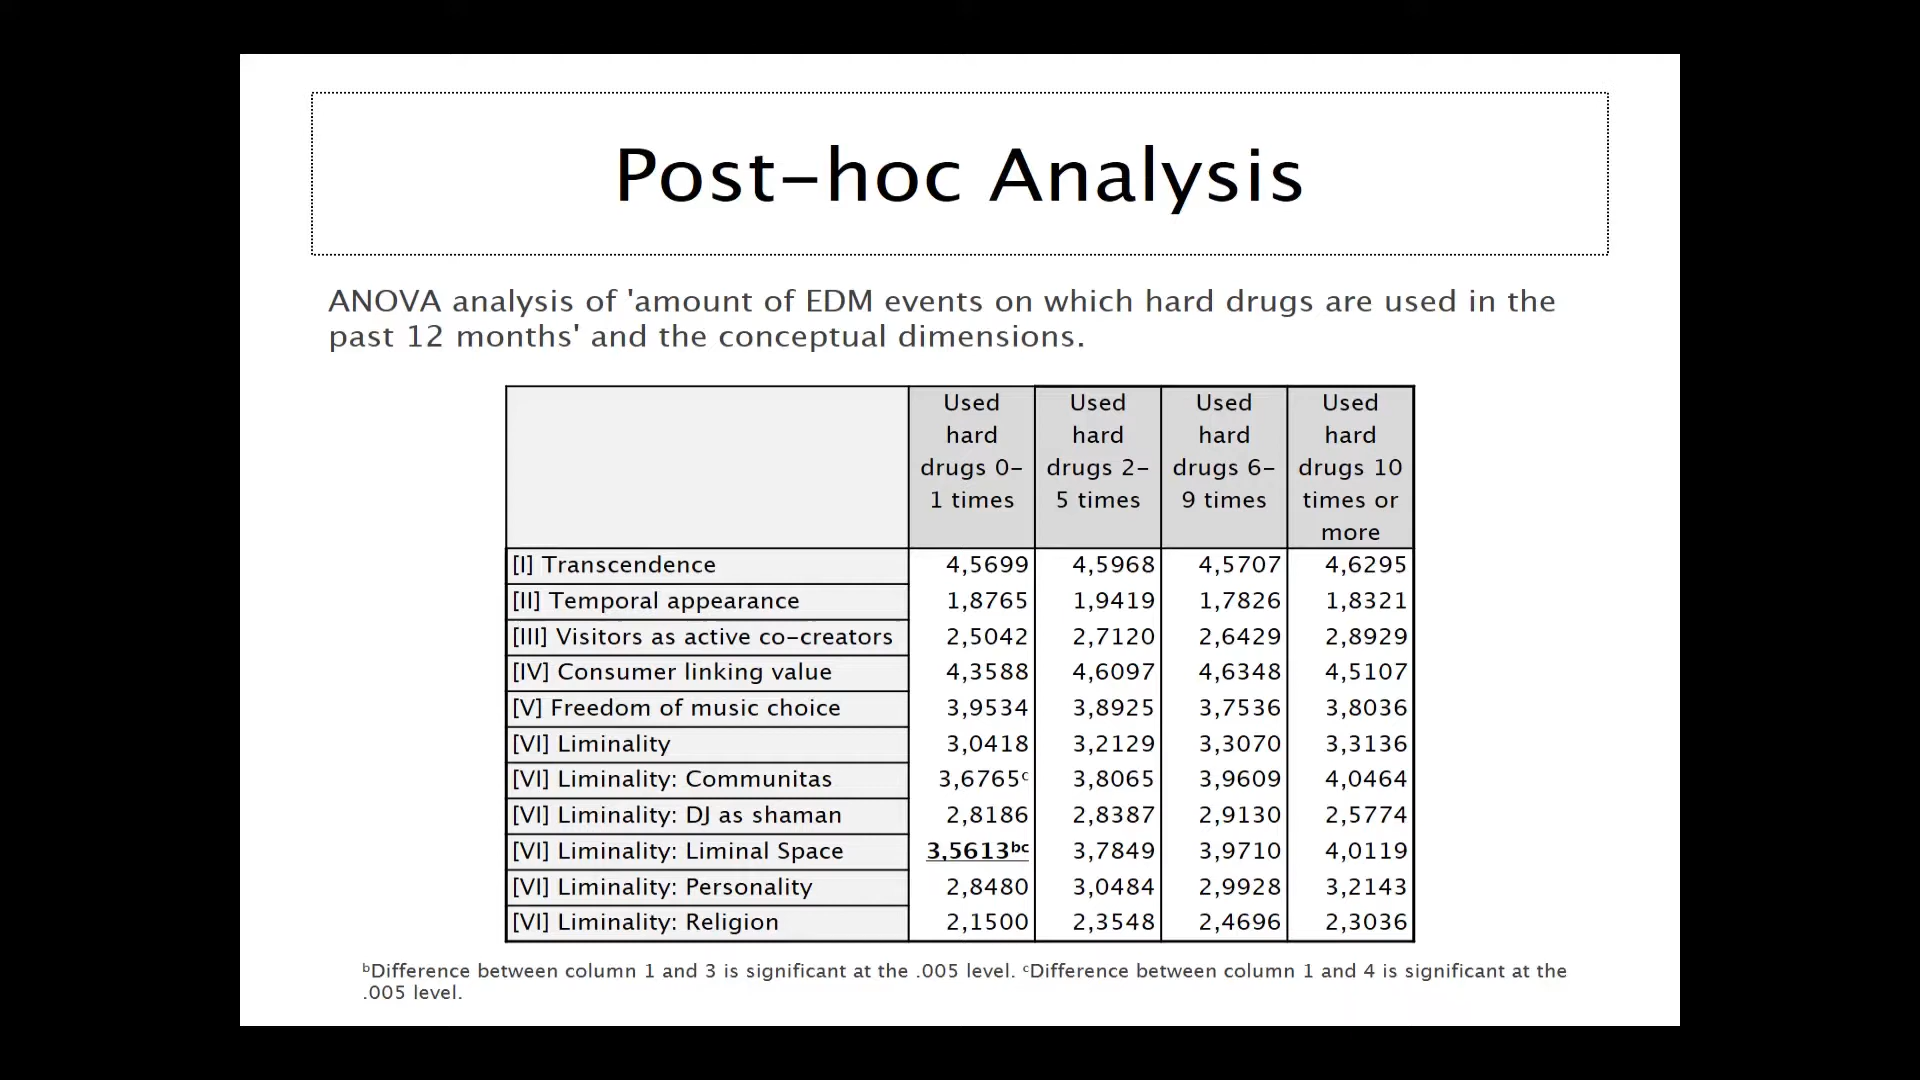 Post-hoc Analysis
ANOVA analysis of 'amount of EDM events on which hard drugs are used in the
past 12 months' and the conceptual dimensions.
Used hard drugs 0-1 times Used hard drugs 2-5 times Used hard drugs 6-9 times Used hard drugs 10 times or more
[I] Transcendence 4,5699 4,5968 4,5707 4,6295
[II] Temporal appearance 1,8765 1,9419 1,7826 1,8321
[III] Visitors as active co-creators 2,5042 2,7120 2,6429 2,8929
[IV] Consumer linking value 4,3588 4,6097 4,6348 4,5107
[V] Freedom of music choice 3,9534 3,8925 3,7536 3,8036
[VI] Liminality 3,0418 3,2129 3,3070 3,3136
[VI] Liminality: Communitas 3,6765ᶜ 3,8065 3,9609 4,0464
[VI] Liminality: DJ as shaman 2,8186 2,8387 2,9130 2,5774
[VI] Liminality: Liminal Space 3,5613ᵇᶜ 3,7849 3,9710 4,0119
[VI] Liminality: Personality 2,8480 3,0484 2,9928 3,2143
[VI] Liminality: Religion 2,1500 2,3548 2,4696 2,3036
ᵇDifference between column 1 and 3 is significant at the .005 level. ᶜDifference between column 1 and 4 is significant at the
.005 level.